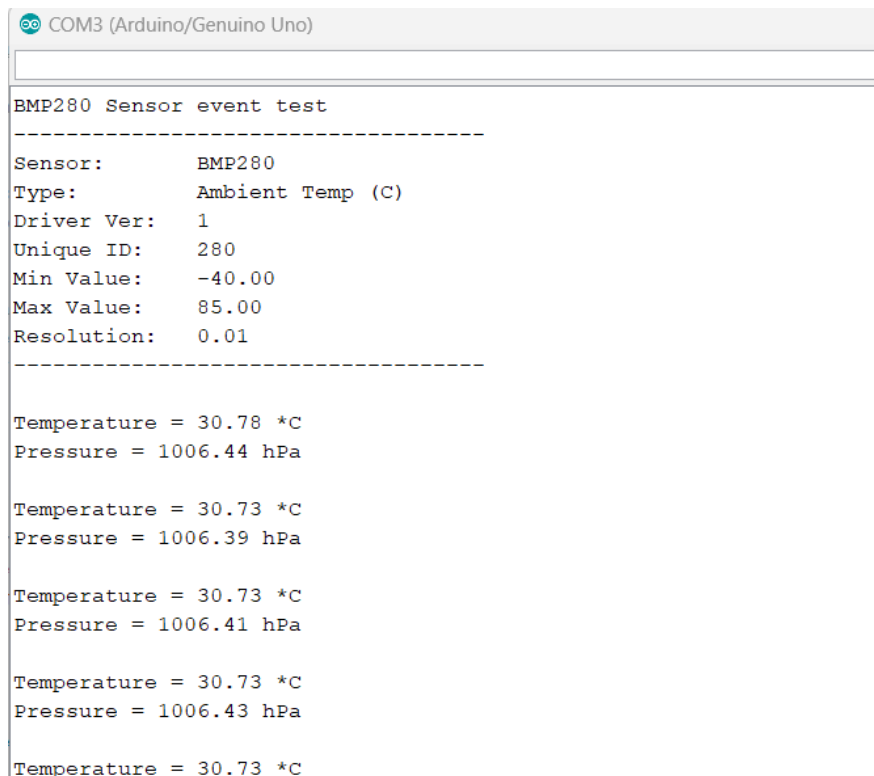 COM3 (Arduino/Genuino Uno)
BMP280 Sensor event test
------------------------------------
Sensor:       BMP280
Type:         Ambient Temp (C)
Driver Ver:   1
Unique ID:    280
Min Value:    -40.00
Max Value:    85.00
Resolution:   0.01
------------------------------------
Temperature = 30.78 *C
Pressure = 1006.44 hPa
Temperature = 30.73 *C
Pressure = 1006.39 hPa
Temperature = 30.73 *C
Pressure = 1006.41 hPa
Temperature = 30.73 *C
Pressure = 1006.43 hPa
Temperature = 30.73 *C